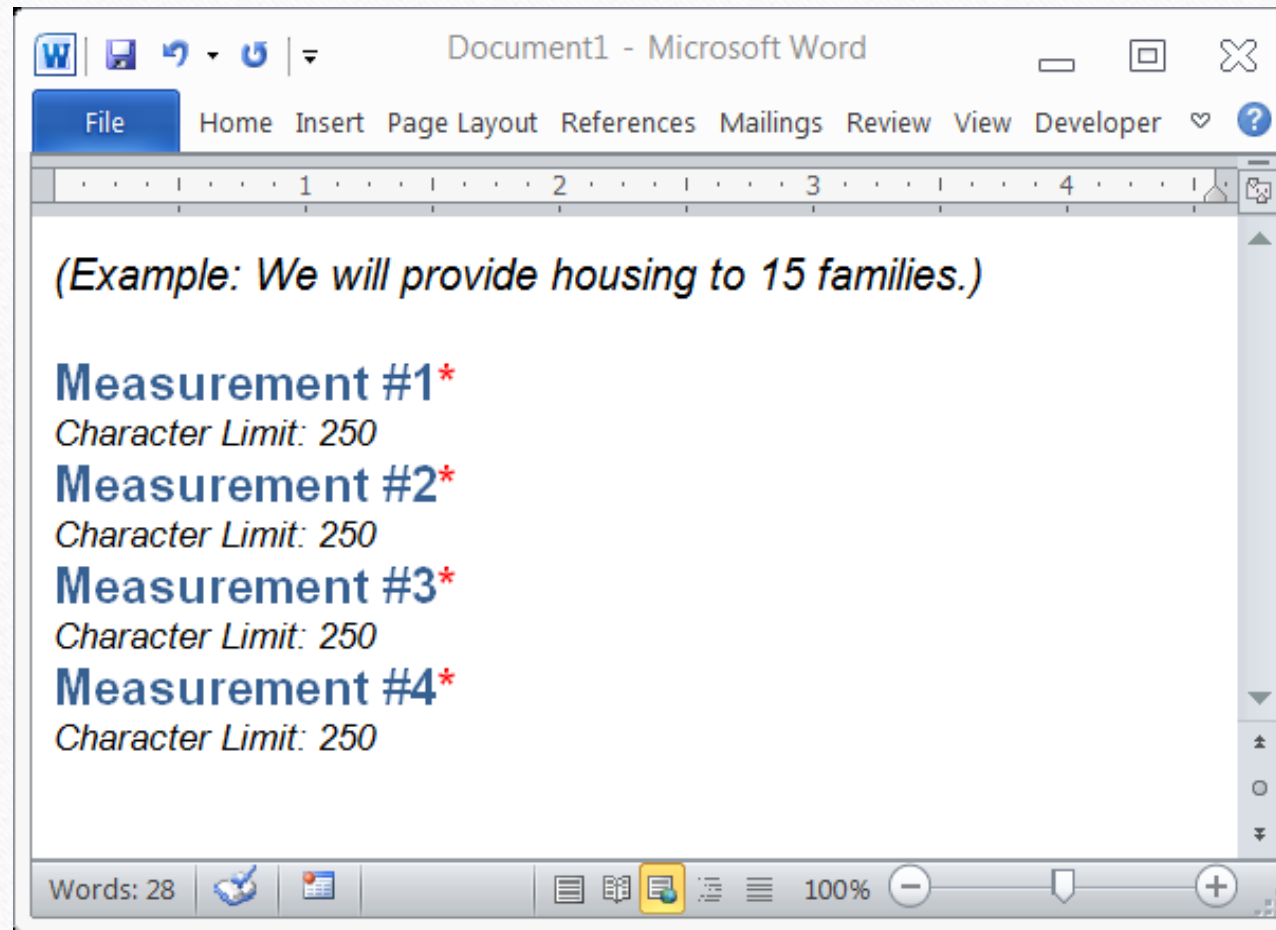 Document1 - Microsoft Word
File Home Insert Page Layout References Mailings Review View Developer
1 2 3 4
(Example: We will provide housing to 15 families.)
Measurement #1*
Character Limit: 250
Measurement #2*
Character Limit: 250
Measurement #3*
Character Limit: 250
Measurement #4*
Character Limit: 250
Words: 28 100%